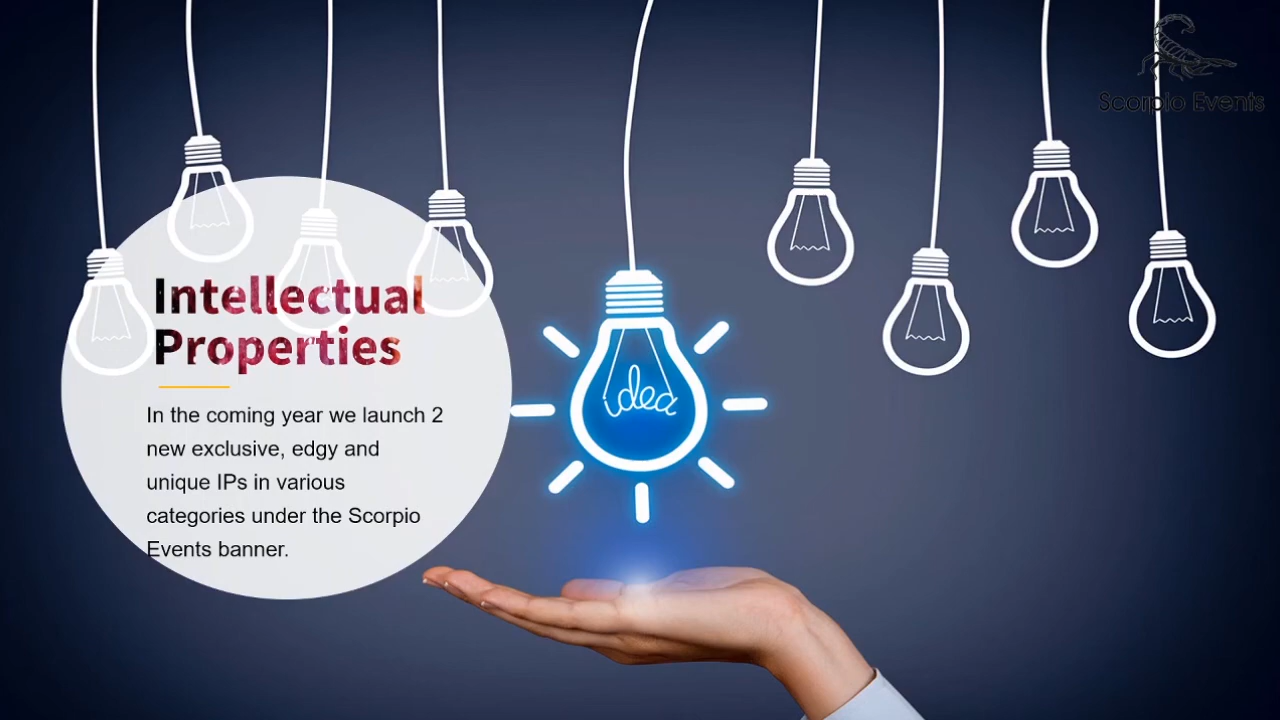 Scorpio Events
Intellectual
Properties
In the coming year we launch 2
new exclusive, edgy and
unique IPs in various
categories under the Scorpio
Events banner.
idea